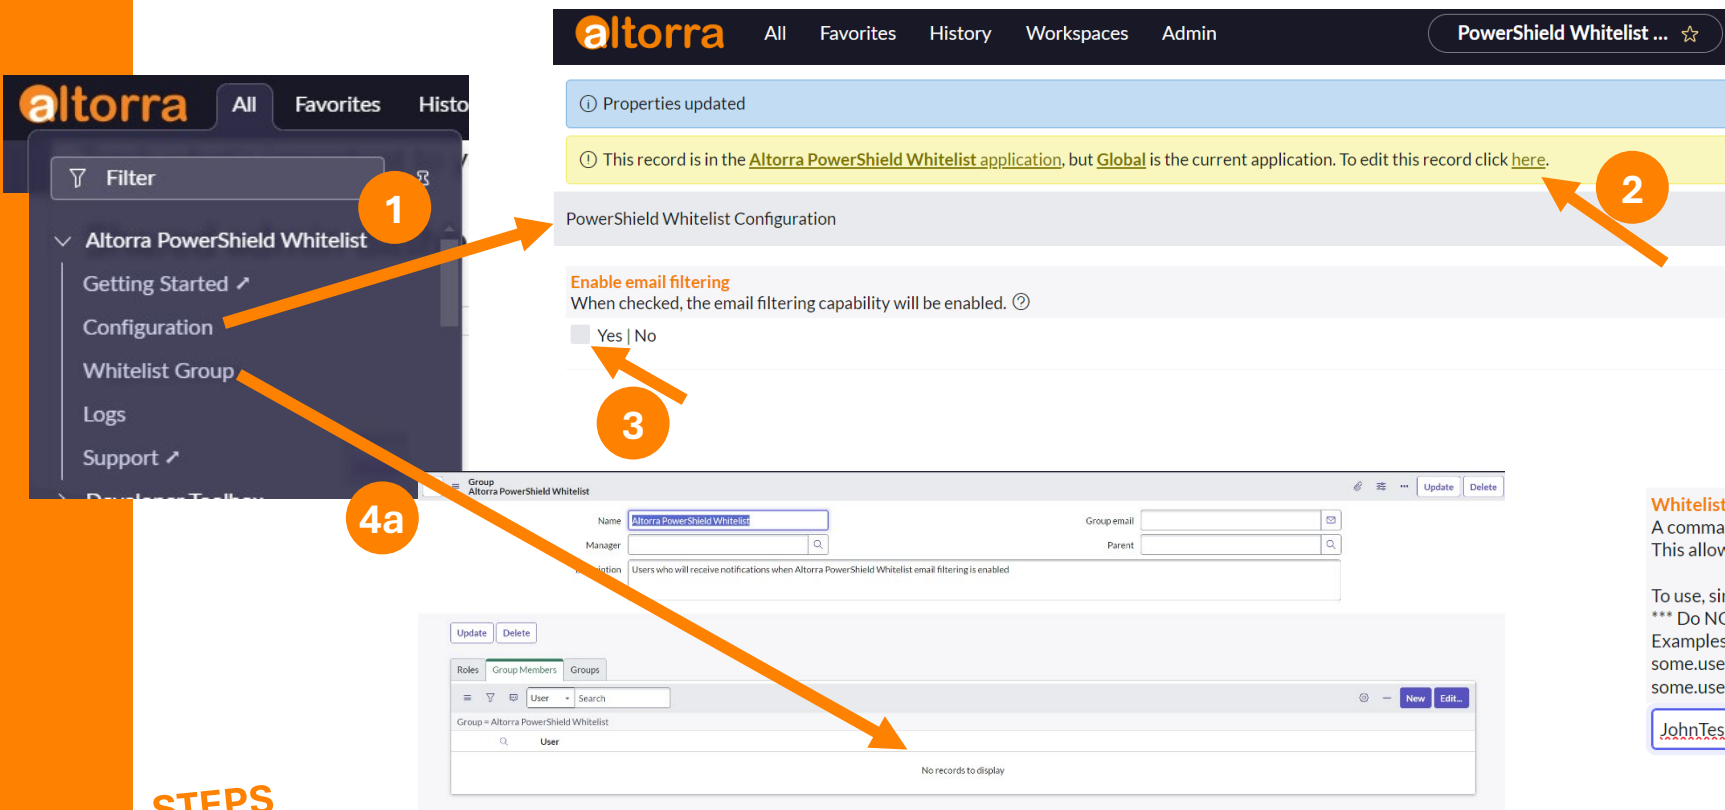 altorra All Favorites History Workspaces Admin PowerShield Whitelist ...
altorra All Favorites Histo
Properties updated
This record is in the Altorra PowerShield Whitelist application, but Global is the current application. To edit this record click here.
Filter
1
2
PowerShield Whitelist Configuration
Altorra PowerShield Whitelist
Getting Started
Configuration
Whitelist Group
Logs
Support
Enable email filtering
When checked, the email filtering capability will be enabled.
Yes | No
3
4a
Group
Altorra PowerShield Whitelist
Update Delete
Name Altorra PowerShield Whitelist
Group email
Manager
Parent
Users who will receive notifications when Altorra PowerShield Whitelist email filtering is enabled
Update Delete
Roles Group Members Groups
User Search
New Edit...
Group = Altorra PowerShield Whitelist
User
No records to display
Whitelist
A comma
This allow
To use, si
*** Do NO
Examples
some.use
some.use
JohnTes
STEPS